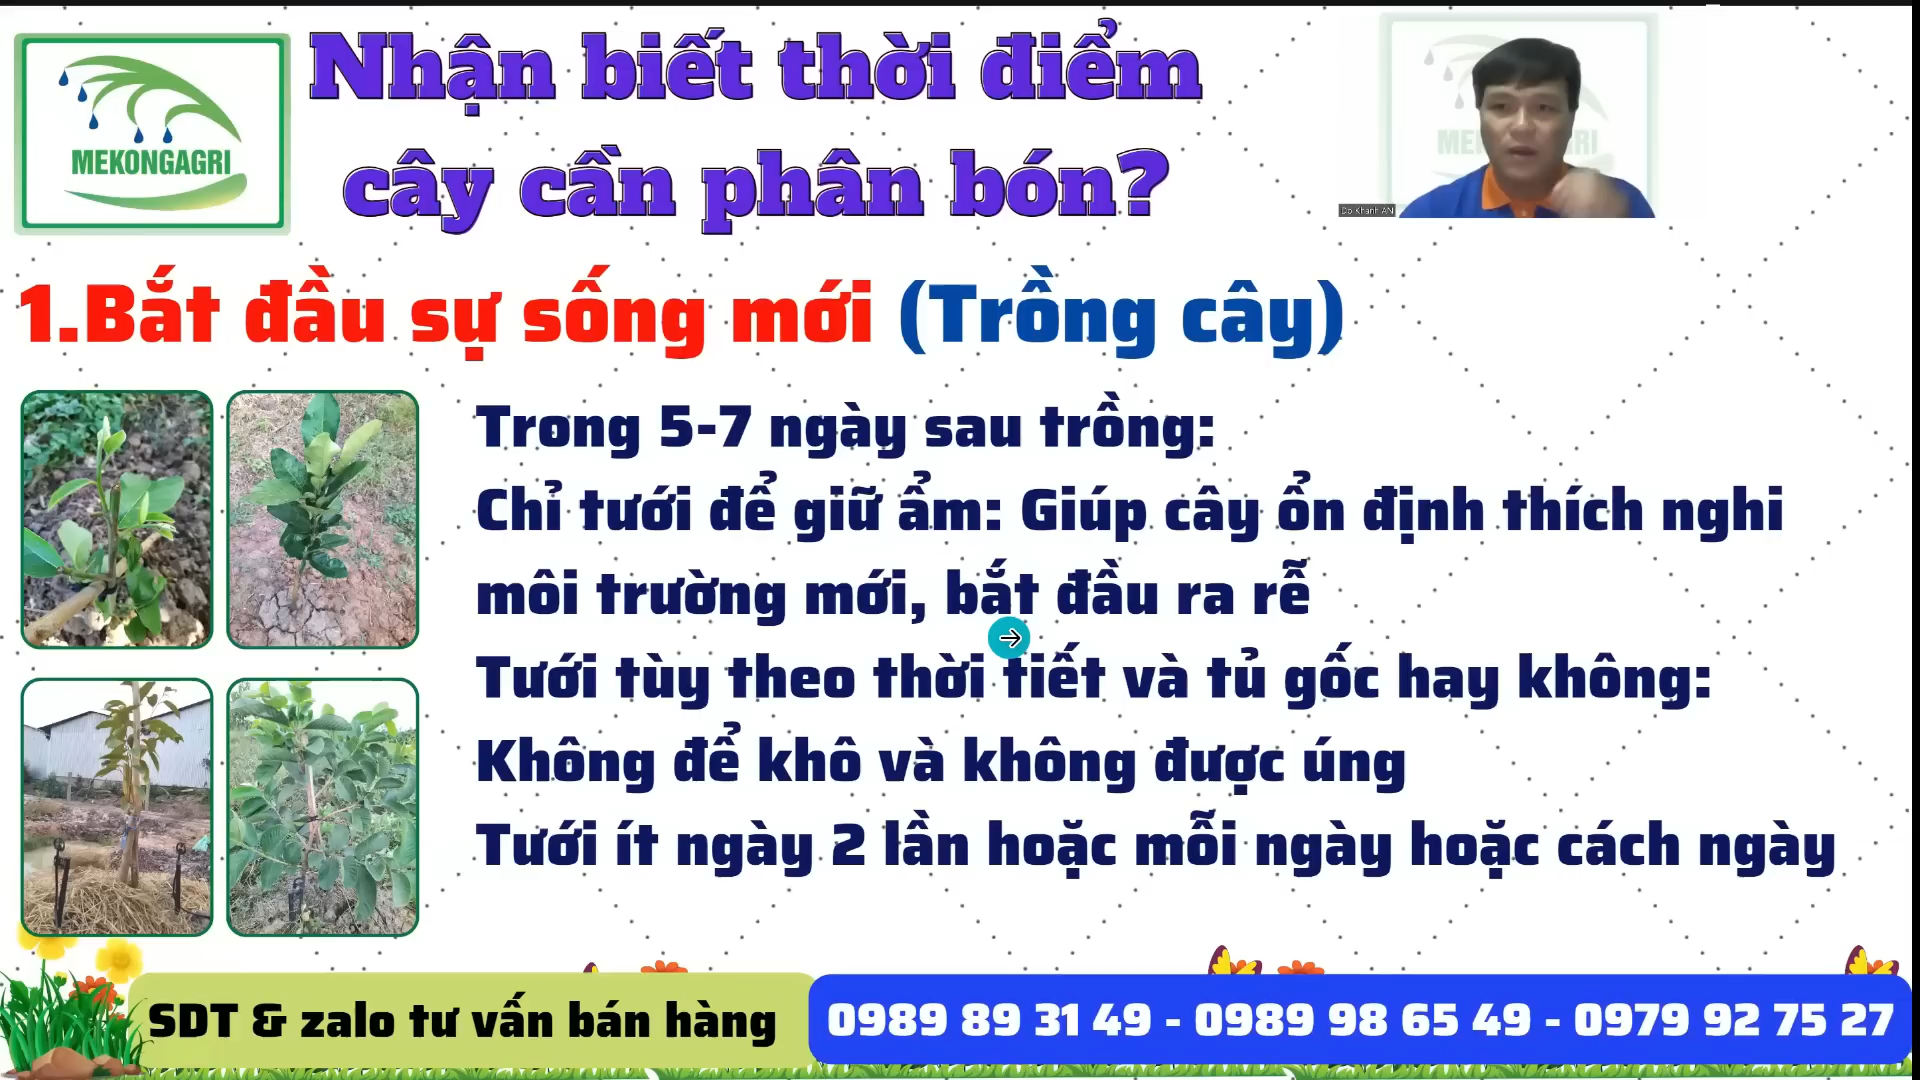 MEKONGAGRI
Nhận biết thời điểm
cây cần phân bón?
Do Khanh AN
1.Bắt đầu sự sống mới (Trồng cây)
Trong 5-7 ngày sau trồng:
Chỉ tưới để giữ ẩm: Giúp cây ổn định thích nghi
môi trường mới, bắt đầu ra rễ
Tưới tùy theo thời tiết và tủ gốc hay không:
Không để khô và không được úng
Tưới ít ngày 2 lần hoặc mỗi ngày hoặc cách ngày
SDT & zalo tư vấn bán hàng
0989 89 31 49 - 0989 98 65 49 - 0979 92 75 27